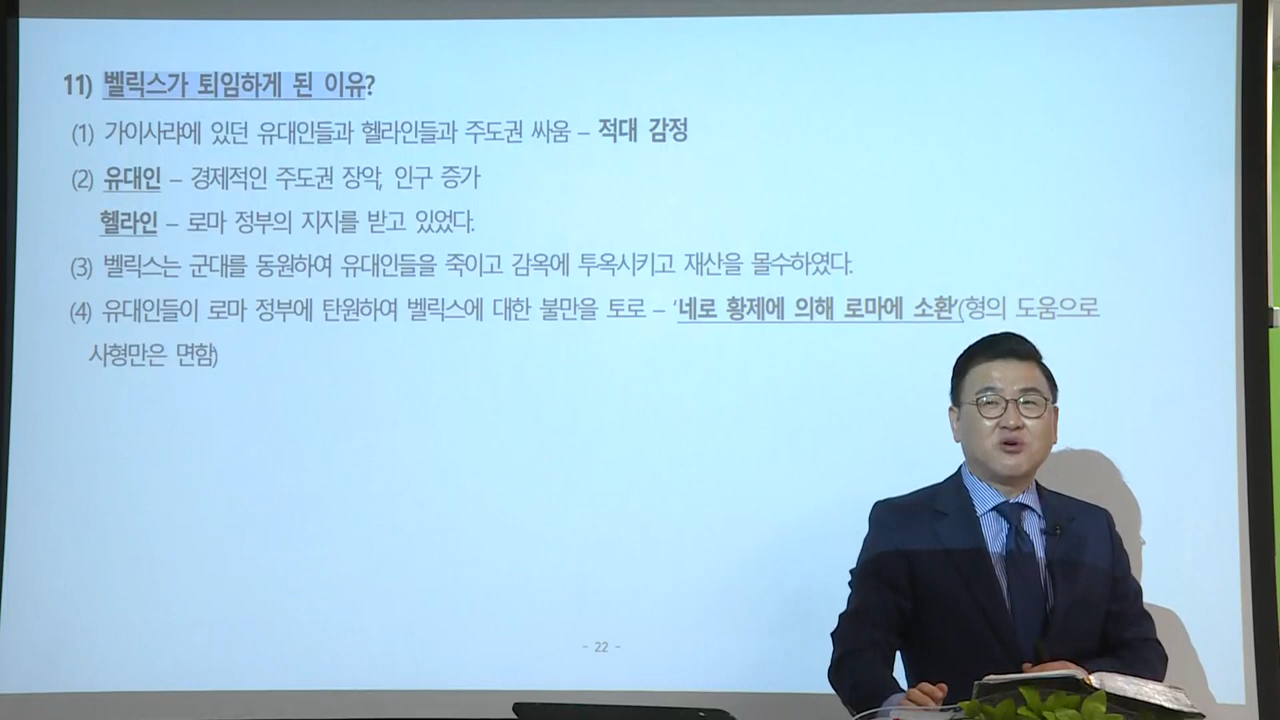 11) 벨릭스가 퇴임하게 된 이유?
(1) 가이사랴에 있던 유대인들과 헬라인들과 주도권 싸움 – 적대 감정
(2) 유대인 – 경제적인 주도권 장악, 인구 증가
헬라인 – 로마 정부의 지지를 받고 있었다.
(3) 벨릭스는 군대를 동원하여 유대인들을 죽이고 감옥에 투옥시키고 재산을 몰수하였다.
(4) 유대인들이 로마 정부에 탄원하여 벨릭스에 대한 불만을 토로 – ‘네로 황제에 의해 로마에 소환’(형의 도움으로
사형만은 면함)
- 22 -